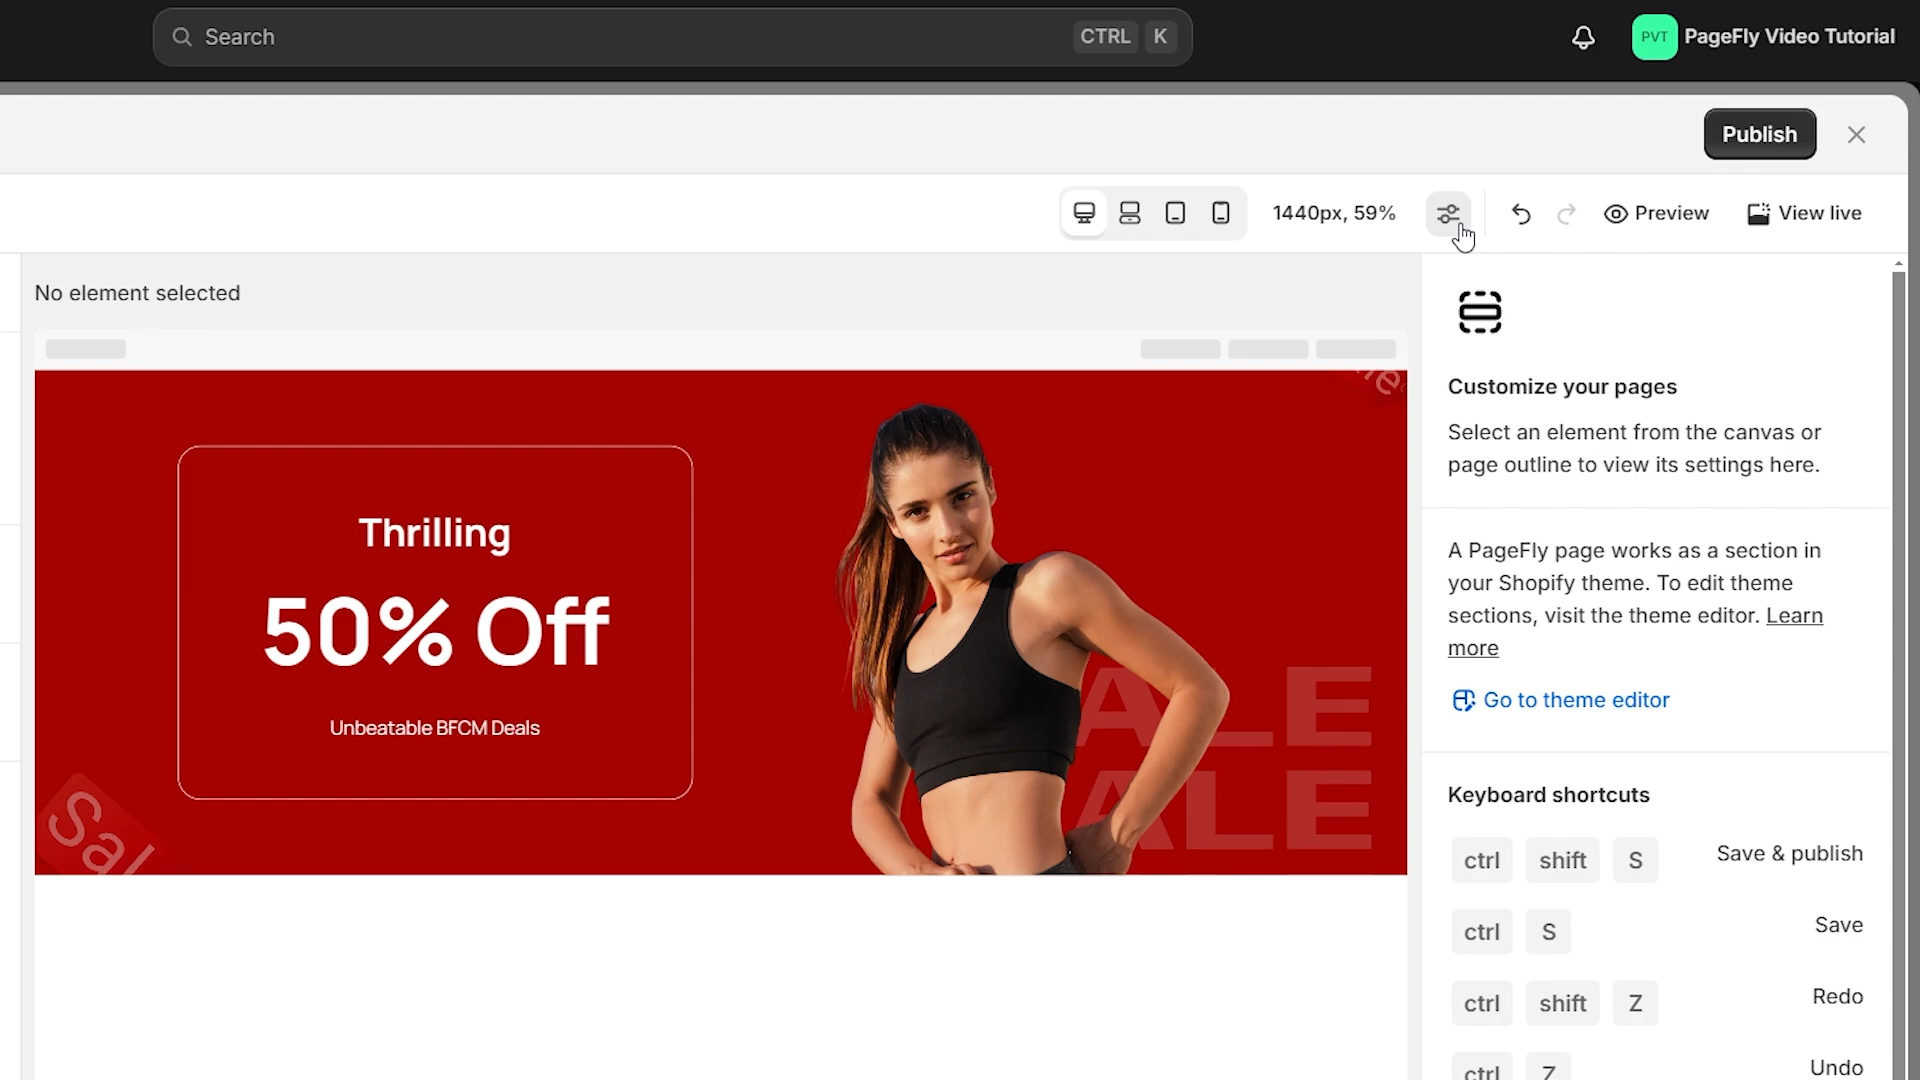 Search
CTRL K
PVT
PageFly Video Tutorial
Publish
1440px, 59%
Preview
View live
No element selected
Thrilling
50% Off
Unbeatable BFCM Deals
Sal
ALE
ALE
Customize your pages
Select an element from the canvas or
page outline to view its settings here.
A PageFly page works as a section in
your Shopify theme. To edit theme
sections, visit the theme editor. Learn
more
Go to theme editor
Keyboard shortcuts
ctrl shift S Save & publish
ctrl S Save
ctrl shift Z Redo
ctrl Z Undo